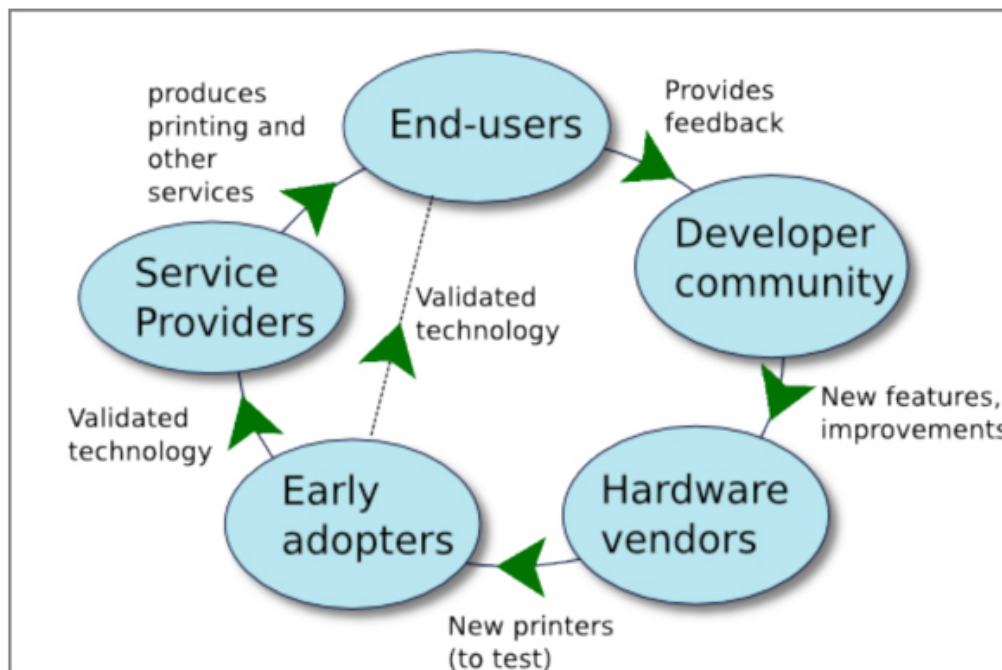 produces
printing and
other
services
End-users
Provides
feedback
Developer
community
Service
Providers
Validated
technology
New features,
improvements
Validated
technology
Early
adopters
Hardware
vendors
New printers
(to test)